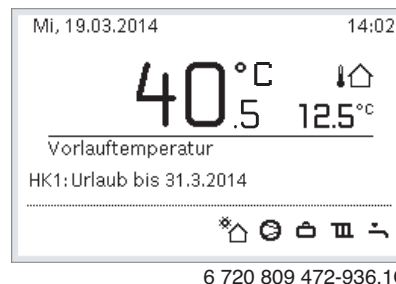 Mi, 19.03.2014 14:02
40.5 °C 12.5°C
Vorlauftemperatur
HK1: Urlaub bis 31.3.2014
6 720 809 472-936.1